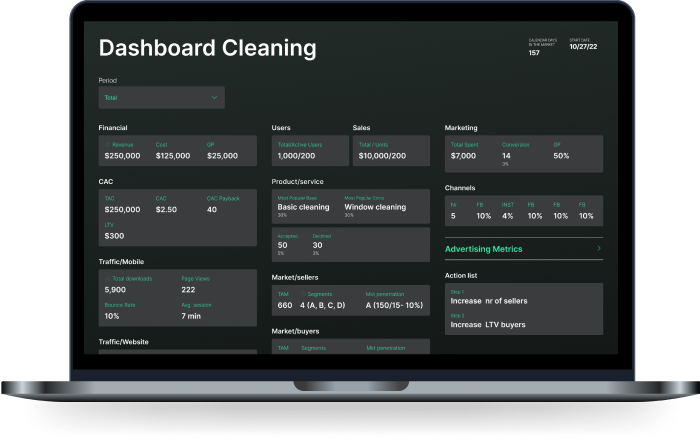 Dashboard Cleaning
CALENDAR DAYS
IN THE MARKET
157
START DATE
10/27/22
Period
Total
Financial
Revenue Cost GP
$250,000 $125,000 $25,000
CAC
TAC CAC CAC Payback
$250,000 $2.50 40
LTV
$300
Traffic/Mobile
Total downloads Page Views
5,900 222
Bounce Rate Avg. session
10% 7 min
Traffic/Website
Users
Total/Active Users
1,000/200
Sales
Total / Units
$10,000/200
Product/service
Most Popular Base Most Popular Extra
Basic cleaning Window cleaning
30% 30%
Accepted Declined
50 30
5% 3%
Market/sellers
TAM Segments Mkt penetration
660 4 (A, B, C, D) A (150/15- 10%)
Market/buyers
TAM Segments Mkt penetration
Marketing
Total Spent Conversion GP
$7,000 14 50%
3%
Channels
Nr FB INST FB FB FB
5 10% 4% 10% 10% 10%
Advertising Metrics
Action list
Step 1
Increase nr of sellers
Step 2
Increase LTV buyers